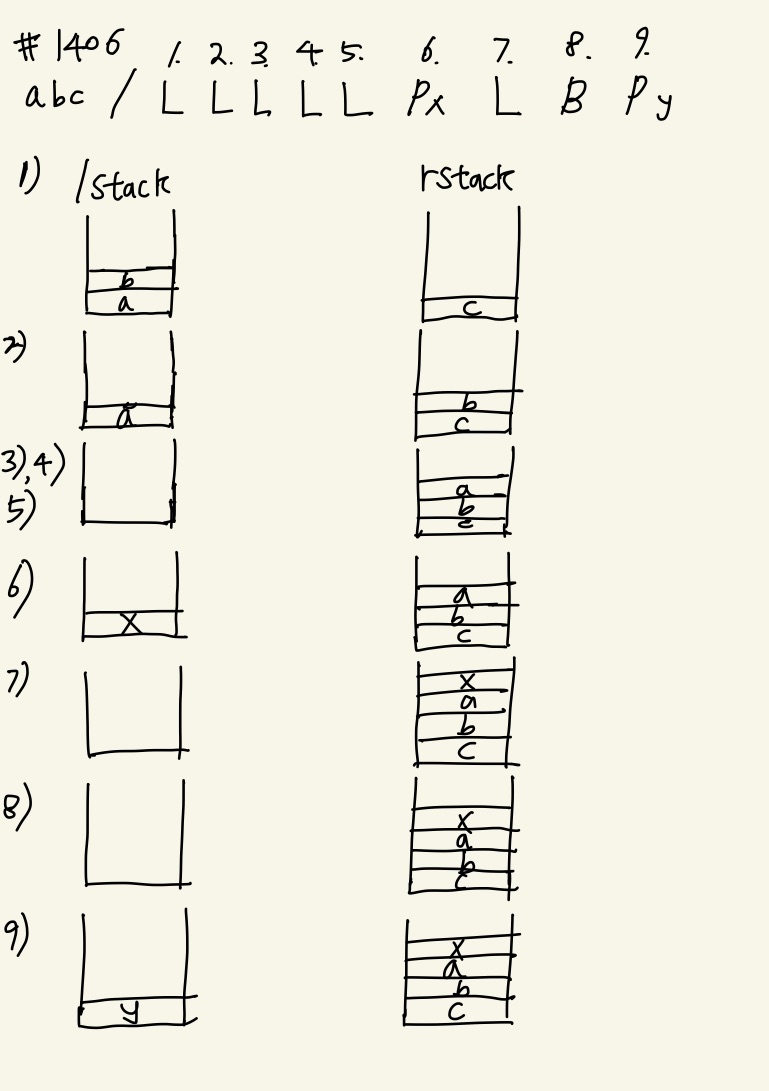 # 1406 1. 2. 3. 4. 5. 6. 7. 8. 9.
abc / L L L L L Px L B Py
1) lstack rstack
b
a c
2)
a b
c
3), 4)
5) a
b
c
6) a
x b
c
7) x
a
b
c
8) x
a
b
c
9) x
a
b
y c